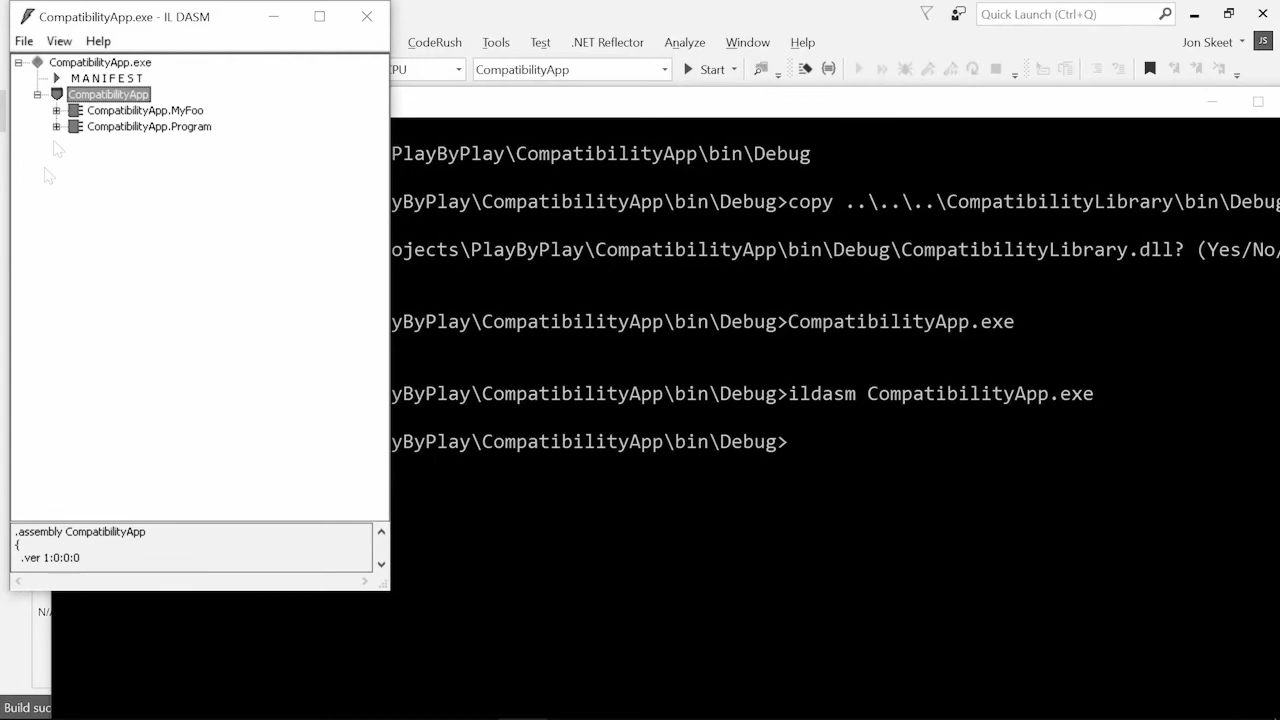 CompatibilityApp.exe - IL DASM
File View Help
CompatibilityApp.exe
MANIFEST
CompatibilityApp
CompatibilityApp.MyFoo
CompatibilityApp.Program
.assembly CompatibilityApp
{
.ver 1:0:0:0
Quick Launch (Ctrl+Q)
CodeRush Tools Test .NET Reflector Analyze Window Help
Jon Skeet JS
CPU CompatibilityApp Start
PlayByPlay\CompatibilityApp\bin\Debug
yByPlay\CompatibilityApp\bin\Debug>copy ..\..\..\CompatibilityLibrary\bin\Debug
ojects\PlayByPlay\CompatibilityApp\bin\Debug\CompatibilityLibrary.dll? (Yes/No/
yByPlay\CompatibilityApp\bin\Debug>CompatibilityApp.exe
yByPlay\CompatibilityApp\bin\Debug>ildasm CompatibilityApp.exe
yByPlay\CompatibilityApp\bin\Debug>
N/A
Build suc